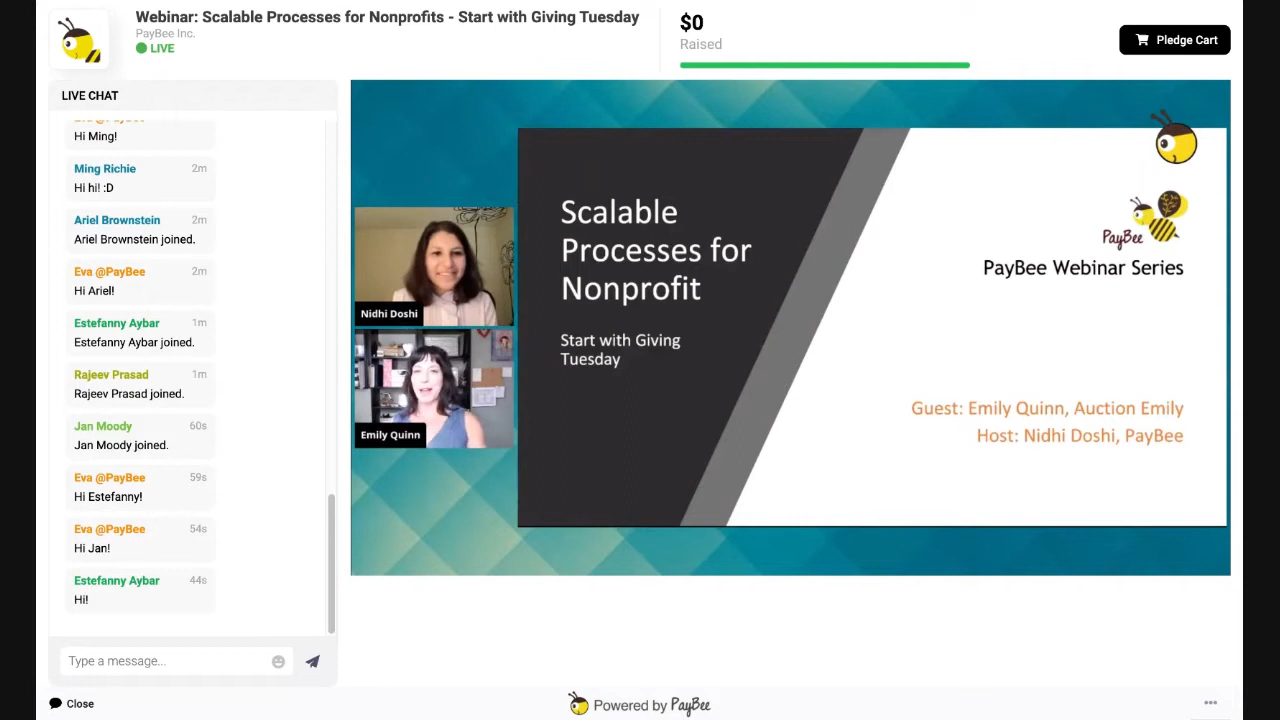 Webinar: Scalable Processes for Nonprofits - Start with Giving Tuesday
PayBee Inc.
LIVE
$0
Raised
Pledge Cart
LIVE CHAT
Eva @PayBee
Hi Ming!
Ming Richie 2m
Hi hi! :D
Ariel Brownstein 2m
Ariel Brownstein joined.
Eva @PayBee 2m
Hi Ariel!
Estefanny Aybar 1m
Estefanny Aybar joined.
Rajeev Prasad 1m
Rajeev Prasad joined.
Jan Moody 60s
Jan Moody joined.
Eva @PayBee 59s
Hi Estefanny!
Eva @PayBee 54s
Hi Jan!
Estefanny Aybar 44s
Hi!
Type a message...
Close
Nidhi Doshi
Emily Quinn
Scalable
Processes for
Nonprofit
Start with Giving
Tuesday
PayBee
PayBee Webinar Series
Guest: Emily Quinn, Auction Emily
Host: Nidhi Doshi, PayBee
Powered by PayBee